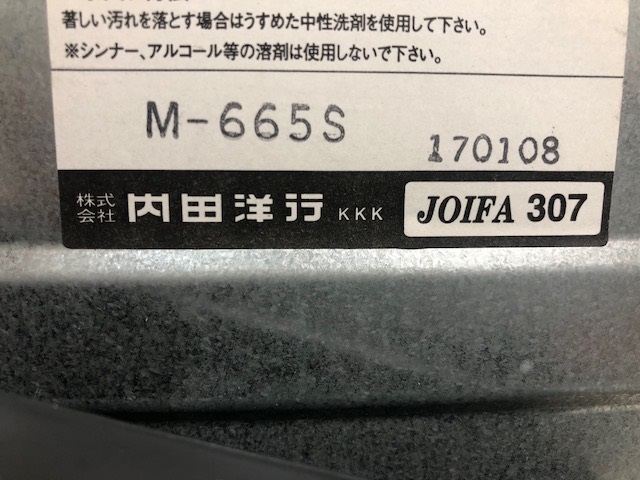 著しい汚れを落とす場合はうすめた中性洗剤を使用して下さい。
※シンナー、アルコール等の溶剤は使用しないで下さい。
M-665S
170108
株式会社 内田洋行 KKK
JOIFA 307